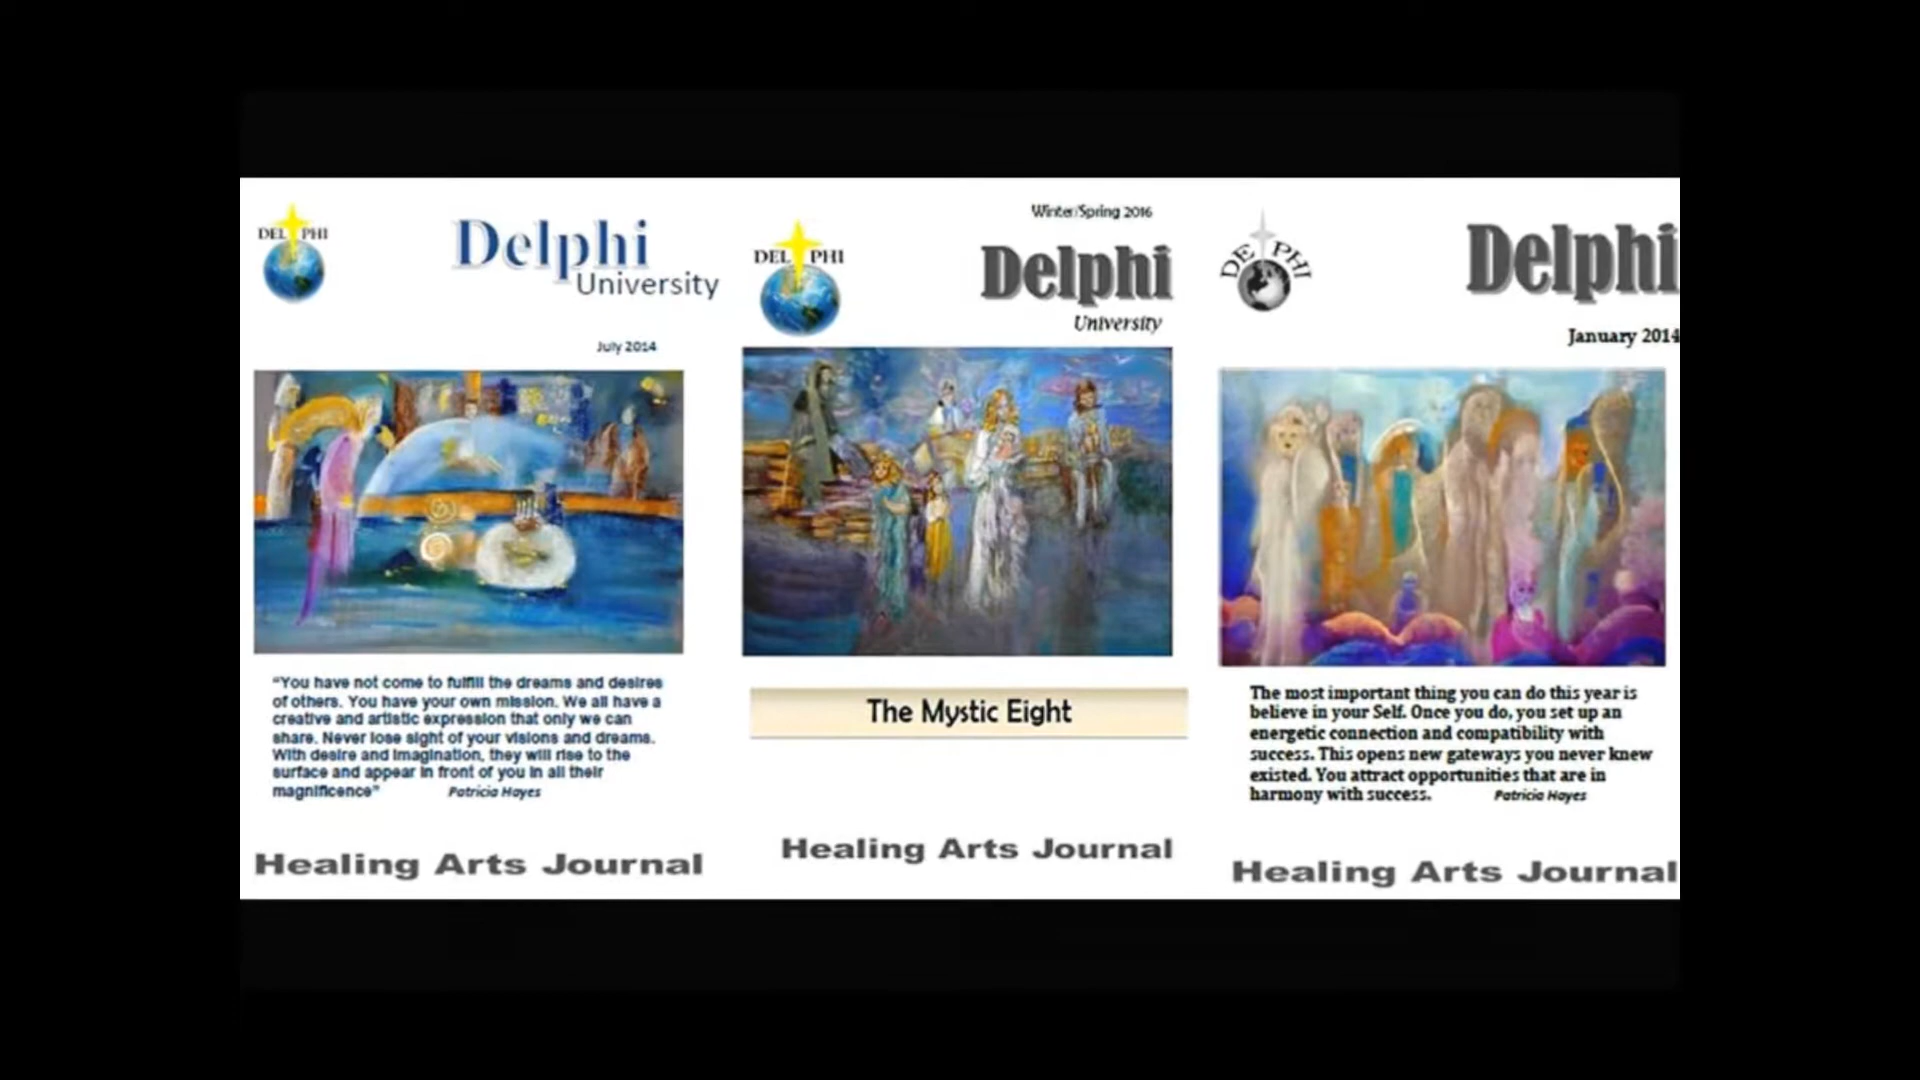 DEL PHI
Delphi
University
July 2014
“You have not come to fulfill the dreams and desires
of others. You have your own mission. We all have a
creative and artistic expression that only we can
share. Never lose sight of your visions and dreams.
With desire and imagination, they will rise to the
surface and appear in front of you in all their
magnificence” Patricia Hayes
Healing Arts Journal
Winter/Spring 2016
DEL PHI
Delphi
University
The Mystic Eight
Healing Arts Journal
DELPHI
Delphi
January 2014
The most important thing you can do this year is
believe in your Self. Once you do, you set up an
energetic connection and compatibility with
success. This opens new gateways you never knew
existed. You attract opportunities that are in
harmony with success. Patricia Hayes
Healing Arts Journal